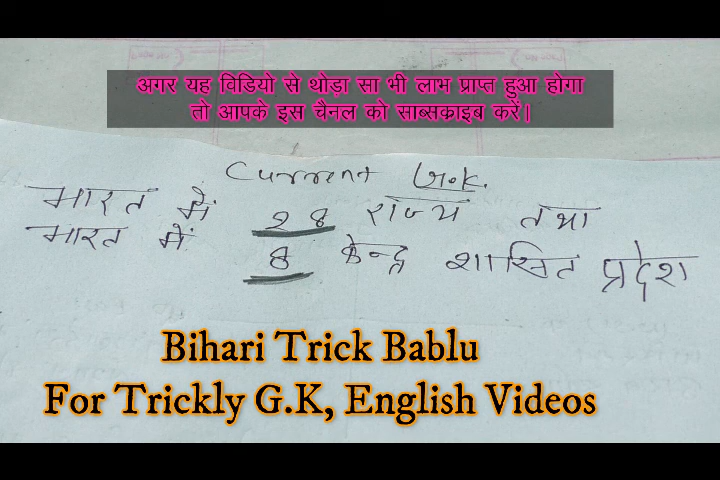 अगर यह विडियो से थोड़ा सा भी लाभ प्राप्त हुआ होगा
तो आपके इस चैनल को साब्सक्राइब करें।
Current G.K.
भारत में 28 राज्य तथा
भारत में 8 केन्द्र शासित प्रदेश
Bihari Trick Bablu
For Trickly G.K, English Videos